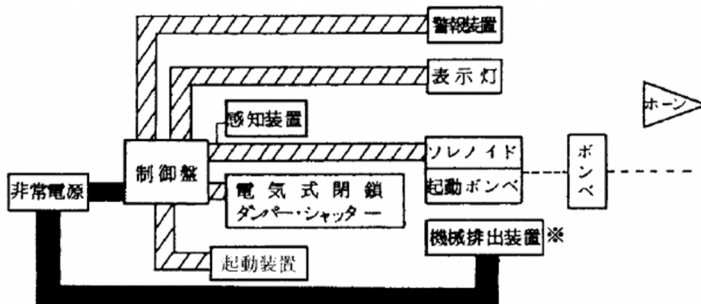 警報装置
表示灯
感知装置
ホーン
制御盤
ソレノイド
起動ボンベ
ボンベ
非常電源
電気式閉鎖
ダンパー・シャッター
機械排出装置※
起動装置